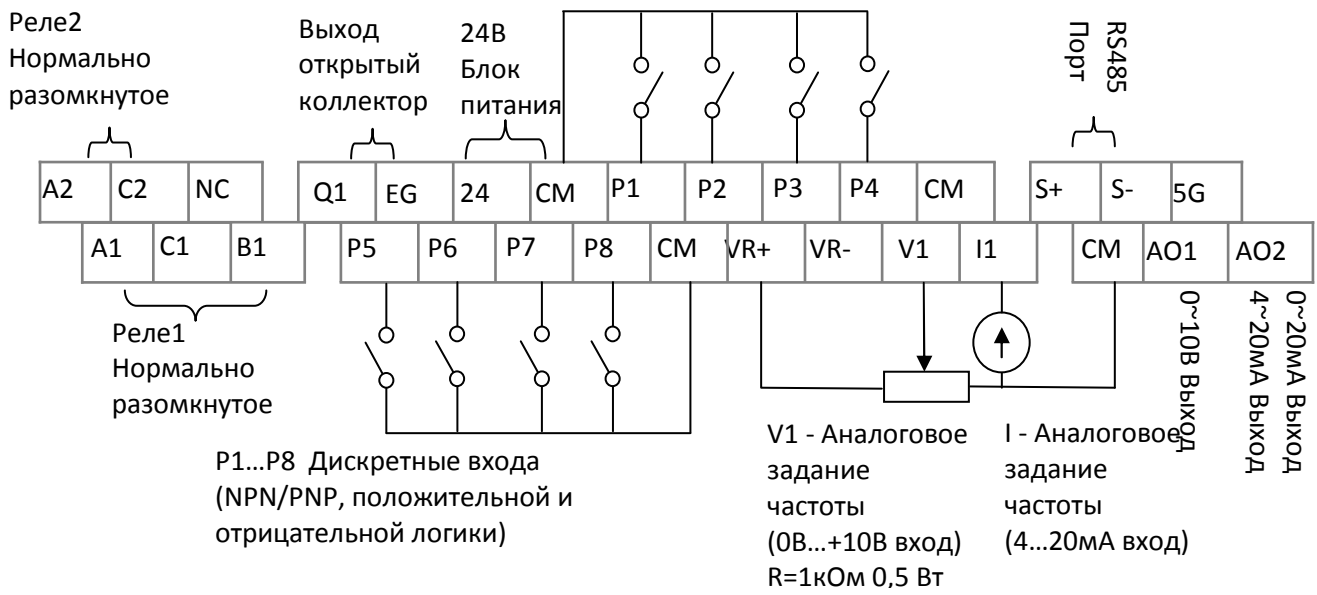 Реле2
Нормально
разомкнутое
Выход
открытый
коллектор
24В
Блок
питания
RS485
Порт
A2 C2 NC Q1 EG 24 CM P1 P2 P3 P4 CM S+ S- 5G
A1 C1 B1 P5 P6 P7 P8 CM VR+ VR- V1 I1 CM AO1 AO2
Реле1
Нормально
разомкнутое
P1...P8 Дискретные входа
(NPN/PNP, положительной и
отрицательной логики)
V1 - Аналоговое
задание
частоты
(0В...+10В вход)
R=1кОм 0,5 Вт
I - Аналоговое
задание
частоты
(4...20мА вход)
0~10В Выход
0~20мА Выход
4~20мА Выход